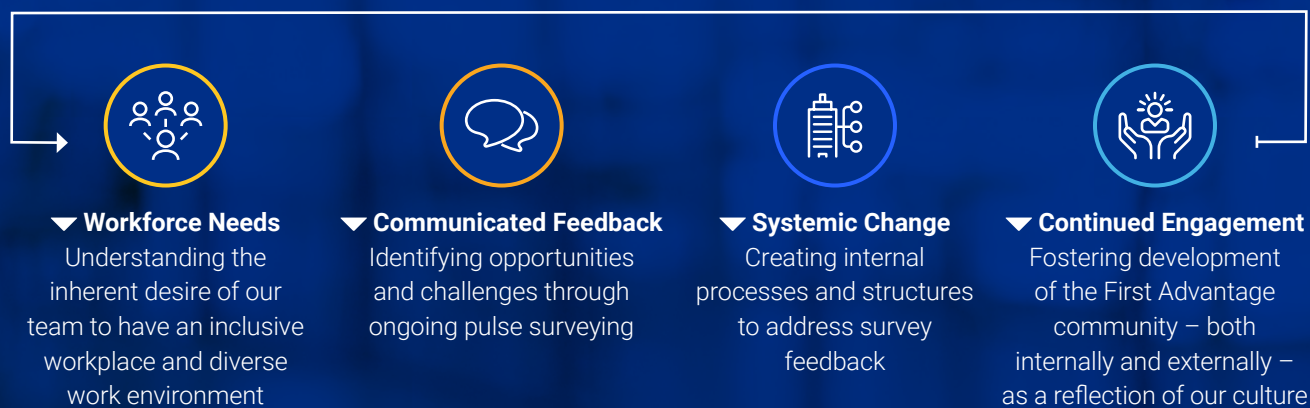 Workforce Needs
Understanding the
inherent desire of our
team to have an inclusive
workplace and diverse
work environment
Communicated Feedback
Identifying opportunities
and challenges through
ongoing pulse surveying
Systemic Change
Creating internal
processes and structures
to address survey
feedback
Continued Engagement
Fostering development
of the First Advantage
community – both
internally and externally –
as a reflection of our culture